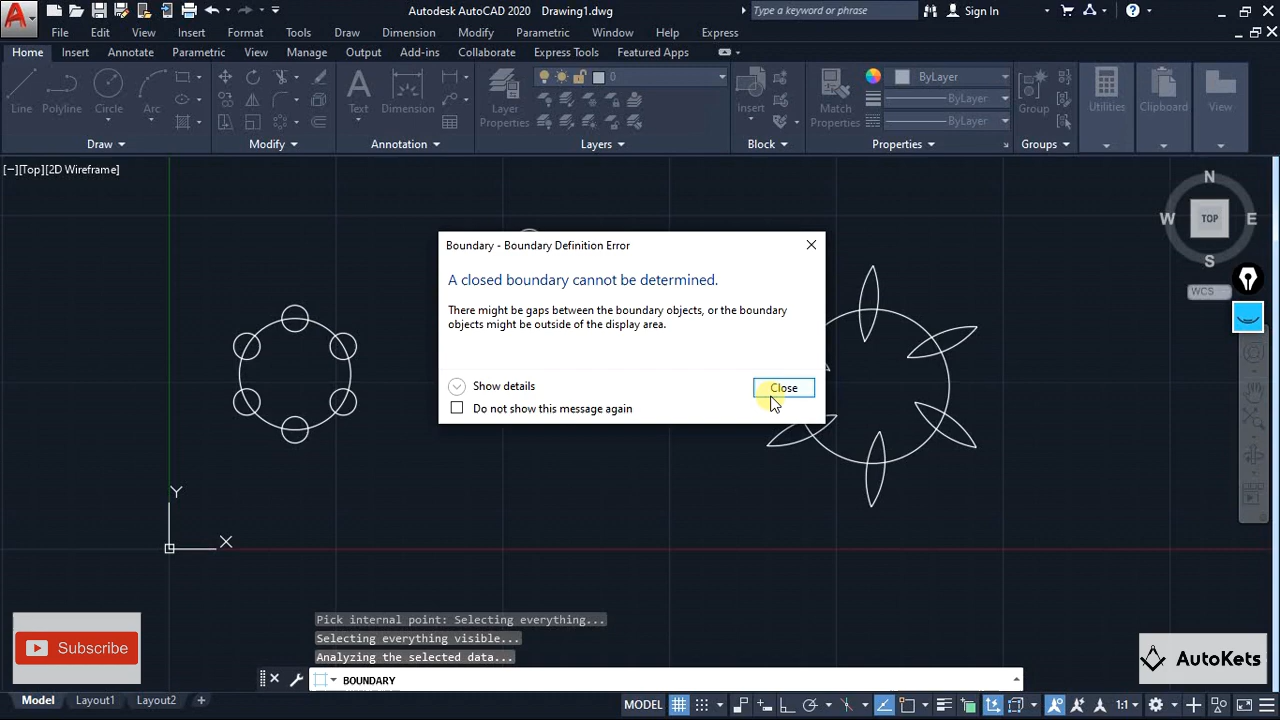 Autodesk AutoCAD 2020 Drawing1.dwg
Type a keyword or phrase
Sign In
File Edit View Insert Format Tools Draw Dimension Modify Parametric Window Help Express
Home Insert Annotate Parametric View Manage Output Add-ins Collaborate Express Tools Featured Apps
Line Polyline Circle Arc
Text Dimension
Layer
Properties
0
Insert
Match
Properties
ByLayer
ByLayer
ByLayer
Group
Utilities
Clipboard
View
Draw Modify Annotation Layers Block Properties Groups
[−][Top][2D Wireframe]
N
W TOP E
S
WCS
Boundary - Boundary Definition Error
A closed boundary cannot be determined.
There might be gaps between the boundary objects, or the boundary
objects might be outside of the display area.
Show details
Close
Do not show this message again
Y
X
Pick internal point: Selecting everything...
Selecting everything visible...
Analyzing the selected data...
BOUNDARY
Subscribe
AutoKets
Model Layout1 Layout2 +
MODEL
1:1